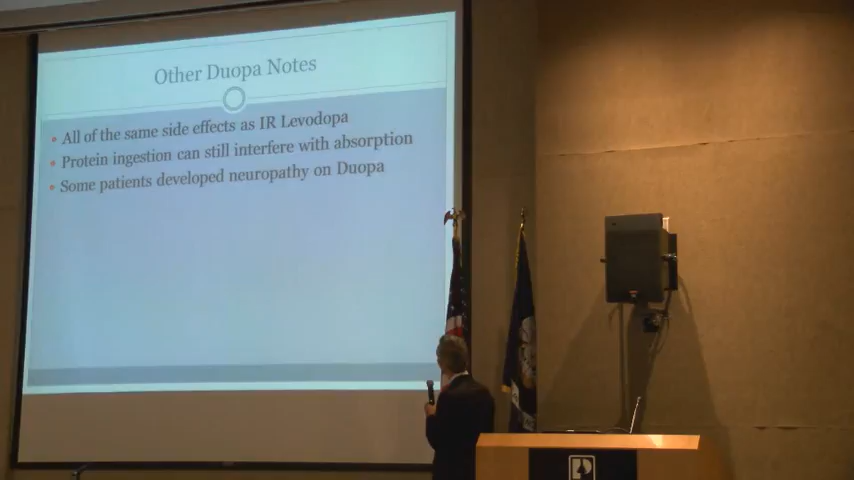 Other Duopa Notes
All of the same side effects as IR Levodopa
Protein ingestion can still interfere with absorption
Some patients developed neuropathy on Duopa